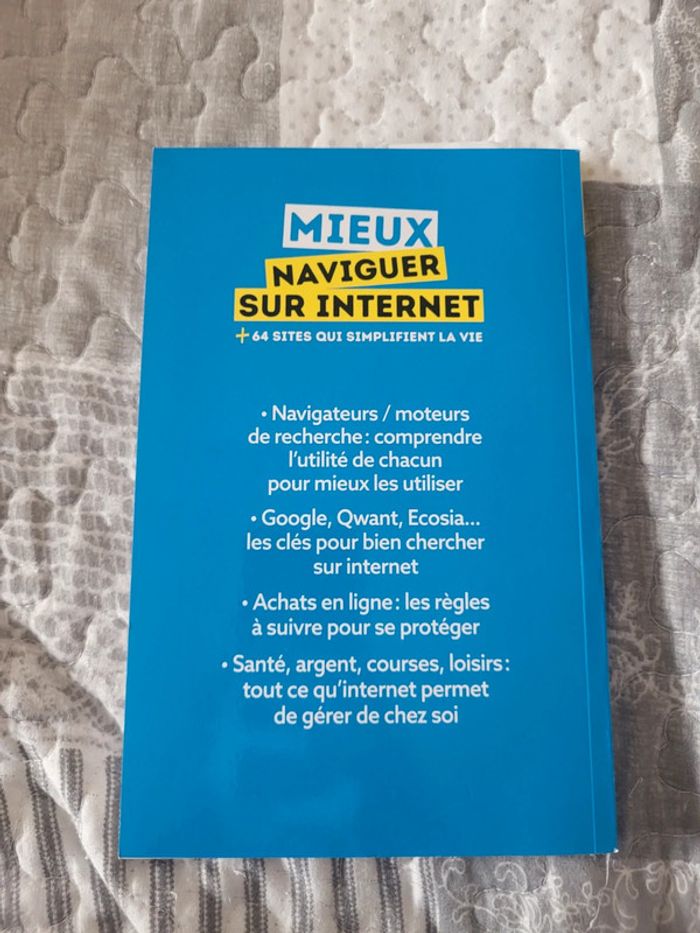 MIEUX
NAVIGUER
SUR INTERNET
+ 64 SITES QUI SIMPLIFIENT LA VIE
• Navigateurs / moteurs
de recherche : comprendre
l'utilité de chacun
pour mieux les utiliser
• Google, Qwant, Ecosia...
les clés pour bien chercher
sur internet
• Achats en ligne : les règles
à suivre pour se protéger
• Santé, argent, courses, loisirs :
tout ce qu'internet permet
de gérer de chez soi